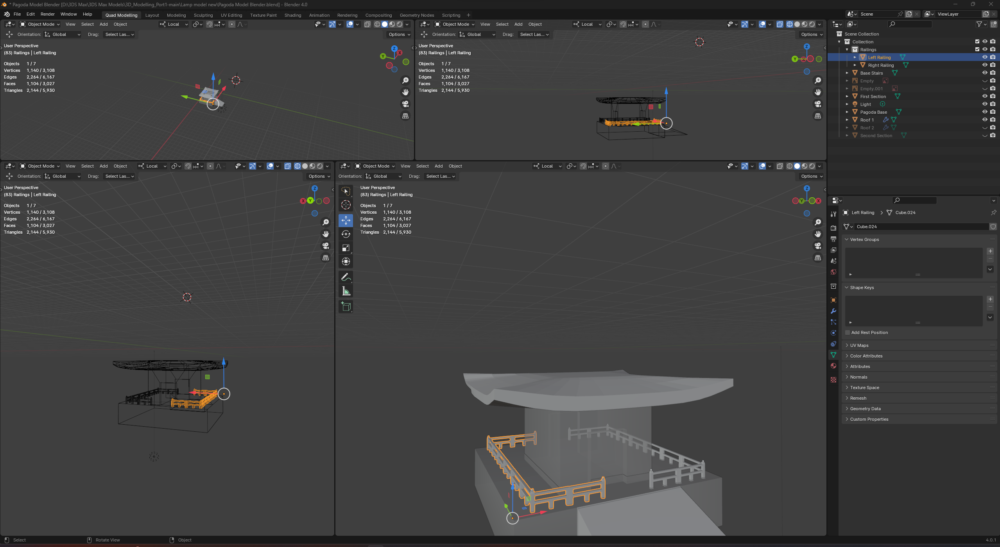 * Pagoda Model Blender [D:\3DS Max\3DS Max Models\3D_Modelling_Port1-main\Lamp model new\Pagoda Model Blender.blend] - Blender 4.0
File Edit Render Window Help Quad Modelling Layout Modeling Sculpting UV Editing Texture Paint Shading Animation Rendering Compositing Geometry Nodes Scripting + Scene ViewLayer
Object Mode View Select Add Object Local
Orientation: Global Drag: Select Las... Options
User Perspective
(83) Railings | Left Railing
Objects 1 / 7
Vertices 1,140 / 3,108
Edges 2,264 / 6,167
Faces 1,104 / 3,027
Triangles 2,144 / 5,930
Z
X
Y
Object Mode View Select Add Object Local
Orientation: Global Drag: Select Las... Options
User Perspective
(83) Railings | Left Railing
Objects 1 / 7
Vertices 1,140 / 3,108
Edges 2,264 / 6,167
Faces 1,104 / 3,027
Triangles 2,144 / 5,930
Z
Y X
Object Mode View Select Add Object Local
Orientation: Global Drag: Select Las... Options
User Perspective
(83) Railings | Left Railing
Objects 1 / 7
Vertices 1,140 / 3,108
Edges 2,264 / 6,167
Faces 1,104 / 3,027
Triangles 2,144 / 5,930
Z
X Y
Object Mode View Select Add Object Local
Orientation: Global Drag: Select Las... Options
User Perspective
(83) Railings | Left Railing
Objects 1 / 7
Vertices 1,140 / 3,108
Edges 2,264 / 6,167
Faces 1,104 / 3,027
Triangles 2,144 / 5,930
Z
Y X
Scene Collection
Collection
Railings
Left Railing
Right Railing
Base Stairs
Empty
Empty.001
First Section
Light
Pagoda Base
Roof 1
Roof 2
Second Section
Left Railing > Cube.024
Cube.024
Vertex Groups
Shape Keys
Add Rest Position
UV Maps
Color Attributes
Attributes
Normals
Texture Space
Remesh
Geometry Data
Custom Properties
Select Rotate View Object 4.0.1